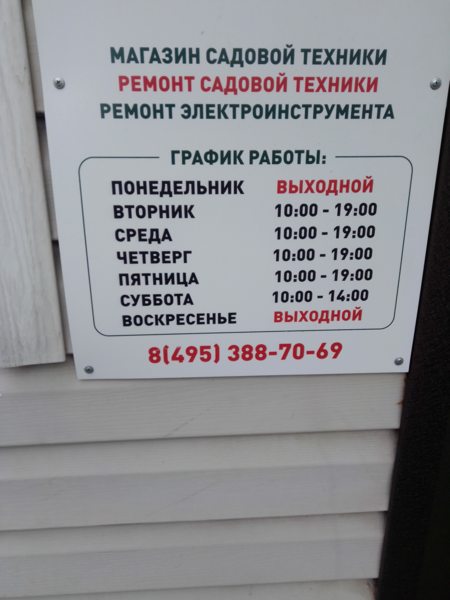 МАГАЗИН САДОВОЙ ТЕХНИКИ
РЕМОНТ САДОВОЙ ТЕХНИКИ
РЕМОНТ ЭЛЕКТРОИНСТРУМЕНТА
ГРАФИК РАБОТЫ:
ПОНЕДЕЛЬНИК ВЫХОДНОЙ
ВТОРНИК 10:00 - 19:00
СРЕДА 10:00 - 19:00
ЧЕТВЕРГ 10:00 - 19:00
ПЯТНИЦА 10:00 - 19:00
СУББОТА 10:00 - 14:00
ВОСКРЕСЕНЬЕ ВЫХОДНОЙ
8(495) 388-70-69